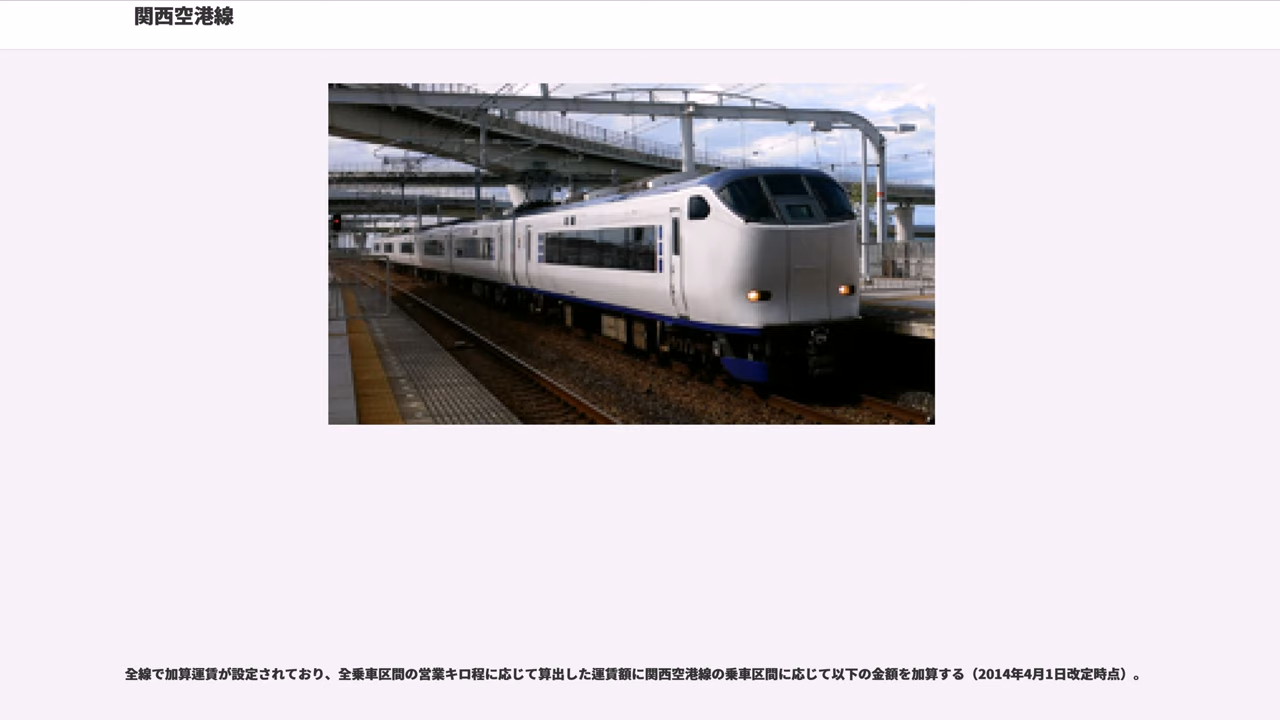 関西空港線
全線で加算運賃が設定されており、全乗車区間の営業キロ程に応じて算出した運賃額に関西空港線の乗車区間に応じて以下の金額を加算する（2014年4月1日改定時点）。